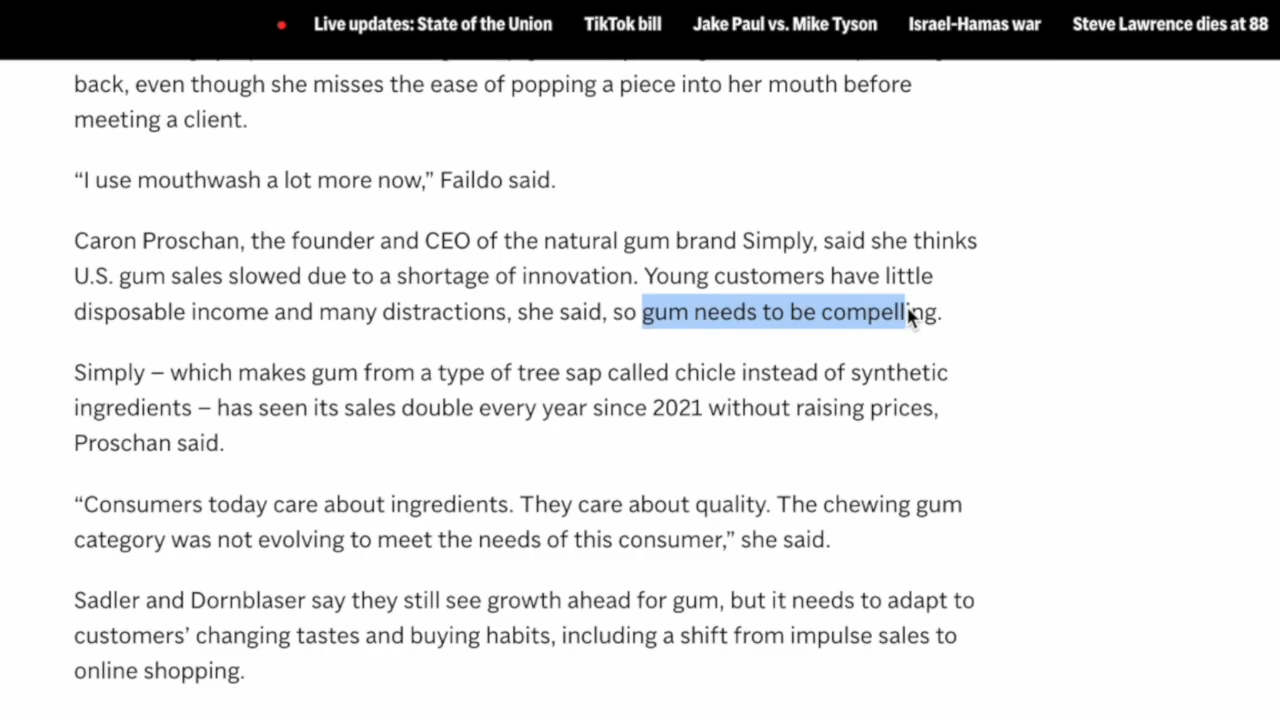 Live updates: State of the Union TikTok bill Jake Paul vs. Mike Tyson Israel-Hamas war Steve Lawrence dies at 88
back, even though she misses the ease of popping a piece into her mouth before
meeting a client.
“I use mouthwash a lot more now,” Faildo said.
Caron Proschan, the founder and CEO of the natural gum brand Simply, said she thinks
U.S. gum sales slowed due to a shortage of innovation. Young customers have little
disposable income and many distractions, she said, so gum needs to be compelling.
Simply – which makes gum from a type of tree sap called chicle instead of synthetic
ingredients – has seen its sales double every year since 2021 without raising prices,
Proschan said.
“Consumers today care about ingredients. They care about quality. The chewing gum
category was not evolving to meet the needs of this consumer,” she said.
Sadler and Dornblaser say they still see growth ahead for gum, but it needs to adapt to
customers’ changing tastes and buying habits, including a shift from impulse sales to
online shopping.